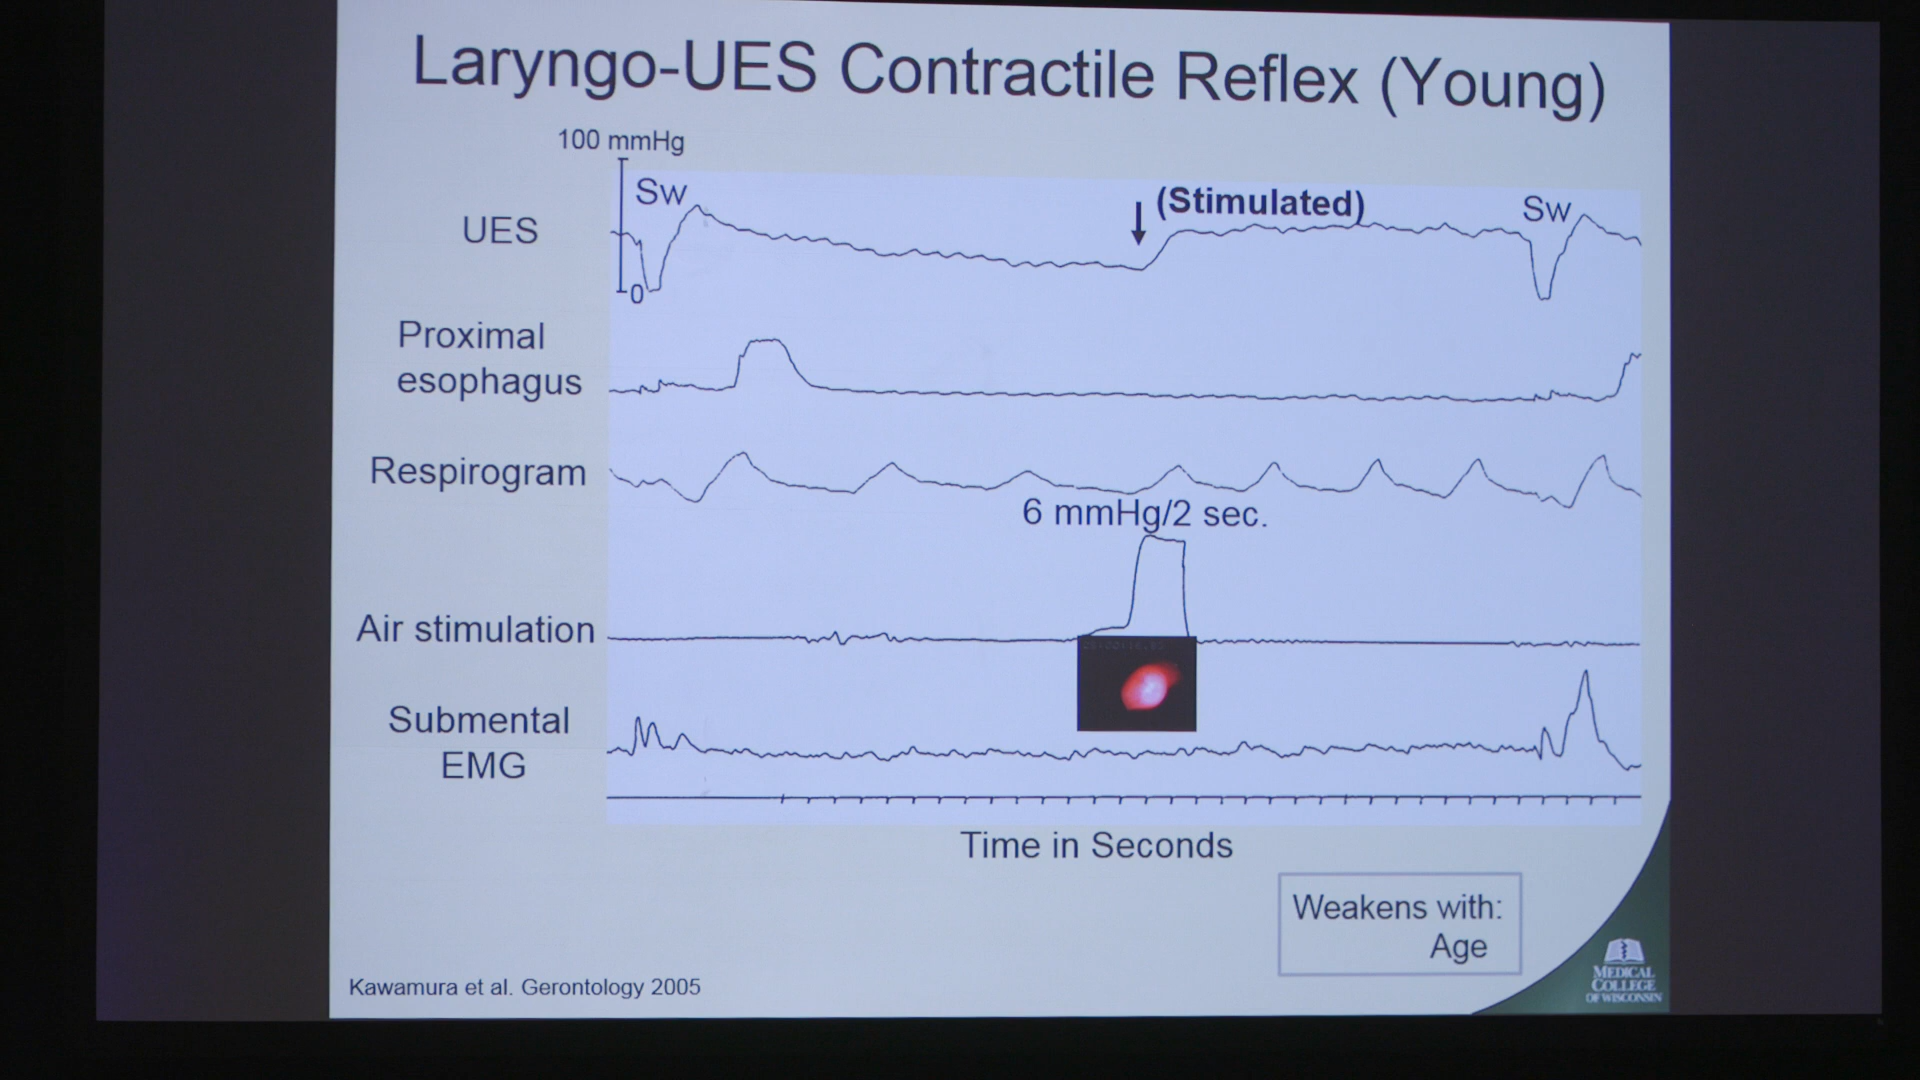 Laryngo-UES Contractile Reflex (Young)
100 mmHg
Sw
(Stimulated)
Sw
UES
0
Proximal
esophagus
Respirogram
6 mmHg/2 sec.
Air stimulation
Submental
EMG
Time in Seconds
Weakens with:
Age
Kawamura et al. Gerontology 2005
MEDICAL
COLLEGE
OF WISCONSIN